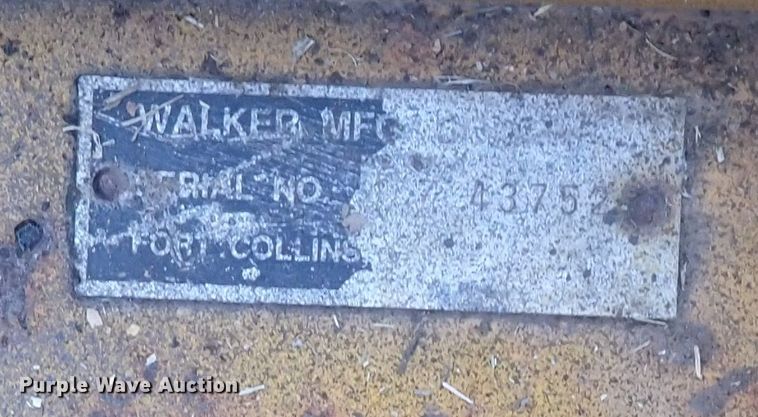 WALKER MFG
SERIAL NO. 43752
FORT COLLINS
Purple Wave Auction